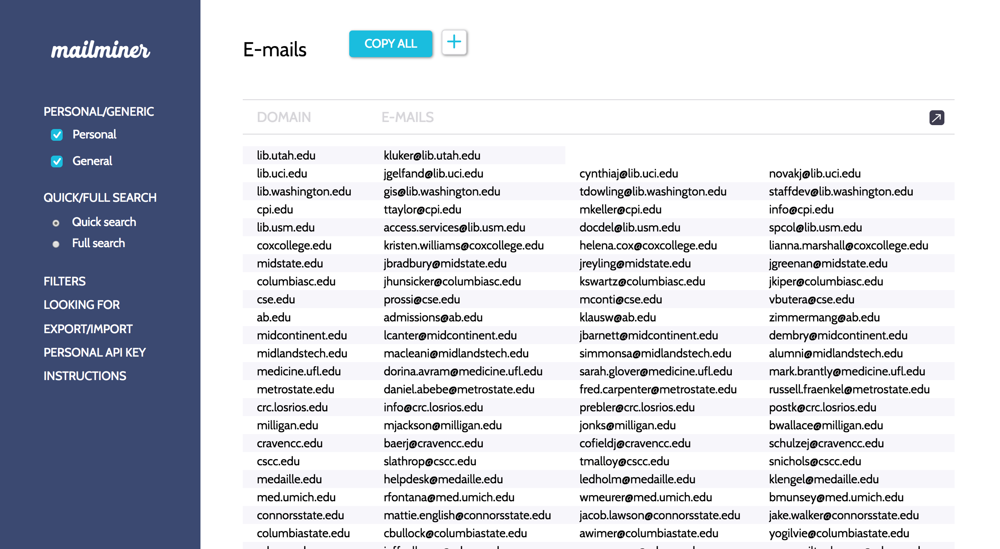 mailminer
PERSONAL/GENERIC
Personal
General
QUICK/FULL SEARCH
Quick search
Full search
FILTERS
LOOKING FOR
EXPORT/IMPORT
PERSONAL API KEY
INSTRUCTIONS
E-mails COPY ALL +
DOMAIN E-MAILS
lib.utah.edu kluker@lib.utah.edu
lib.uci.edu jgelfand@lib.uci.edu cynthiaj@lib.uci.edu novakj@lib.uci.edu
lib.washington.edu gis@lib.washington.edu tdowling@lib.washington.edu staffdev@lib.washington.edu
cpi.edu ttaylor@cpi.edu mkeller@cpi.edu info@cpi.edu
lib.usm.edu access.services@lib.usm.edu docdel@lib.usm.edu spcol@lib.usm.edu
coxcollege.edu kristen.williams@coxcollege.edu helena.cox@coxcollege.edu lianna.marshall@coxcollege.edu
midstate.edu jbradbury@midstate.edu jreyling@midstate.edu jgreenan@midstate.edu
columbiasc.edu jhunsicker@columbiasc.edu kswartz@columbiasc.edu jkiper@columbiasc.edu
cse.edu prossi@cse.edu mconti@cse.edu vbutera@cse.edu
ab.edu admissions@ab.edu klausw@ab.edu zimmermang@ab.edu
midcontinent.edu lcanter@midcontinent.edu jbarnett@midcontinent.edu dembry@midcontinent.edu
midlandstech.edu macleani@midlandstech.edu simmonsa@midlandstech.edu alumni@midlandstech.edu
medicine.ufl.edu dorina.avram@medicine.ufl.edu sarah.glover@medicine.ufl.edu mark.brantly@medicine.ufl.edu
metrostate.edu daniel.abebe@metrostate.edu fred.carpenter@metrostate.edu russell.fraenkel@metrostate.edu
crc.losrios.edu info@crc.losrios.edu prebler@crc.losrios.edu postk@crc.losrios.edu
milligan.edu mjackson@milligan.edu jonks@milligan.edu bwallace@milligan.edu
cravencc.edu baerj@cravencc.edu cofieldj@cravencc.edu schulzej@cravencc.edu
cscc.edu slathrop@cscc.edu tmalloy@cscc.edu snichols@cscc.edu
medaille.edu helpdesk@medaille.edu ledholm@medaille.edu klengel@medaille.edu
med.umich.edu rfontana@med.umich.edu wmeurer@med.umich.edu bmunsey@med.umich.edu
connorsstate.edu mattie.english@connorsstate.edu jacob.lawson@connorsstate.edu jake.walker@connorsstate.edu
columbiastate.edu cbullock@columbiastate.edu awimer@columbiastate.edu yogilvie@columbiastate.edu